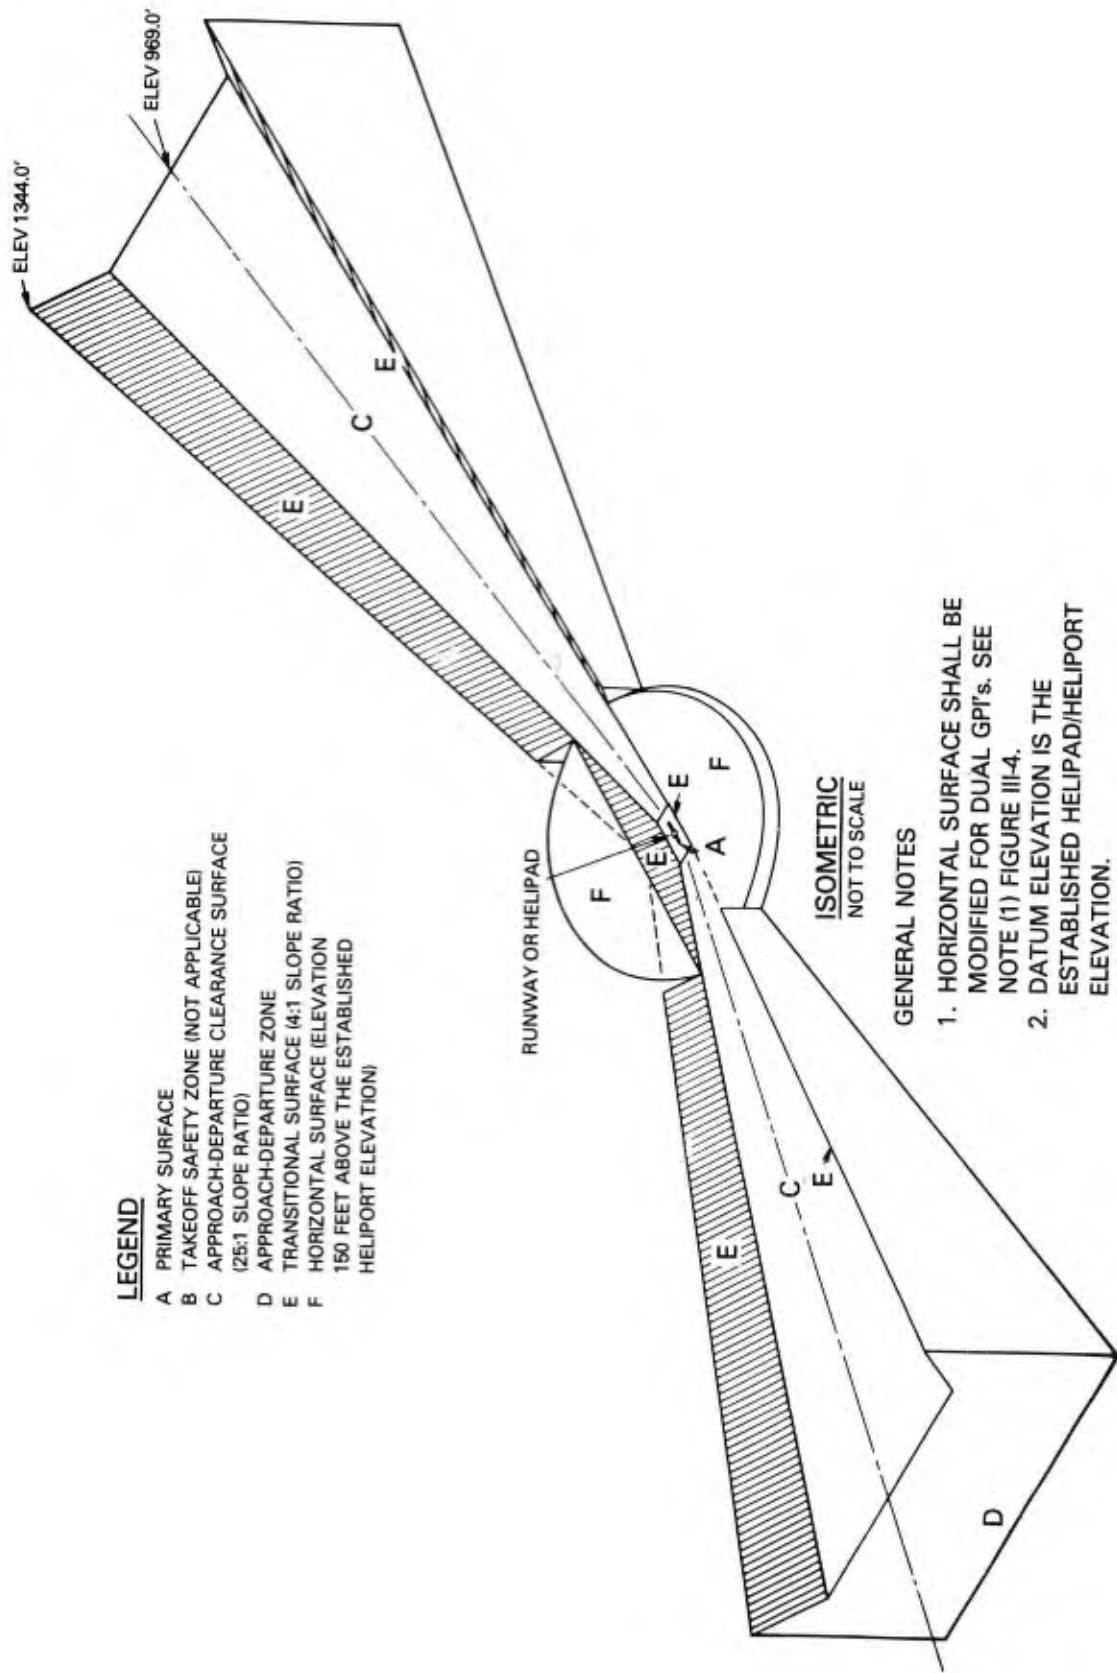 LEGEND
A PRIMARY SURFACE
B TAKEOFF SAFETY ZONE (NOT APPLICABLE)
C APPROACH-DEPARTURE CLEARANCE SURFACE
(25:1 SLOPE RATIO)
D APPROACH-DEPARTURE ZONE
E TRANSITIONAL SURFACE (4:1 SLOPE RATIO)
F HORIZONTAL SURFACE (ELEVATION
150 FEET ABOVE THE ESTABLISHED
HELIPORT ELEVATION)
ELEV 1344.0'
ELEV 969.0'
E
C
E
RUNWAY OR HELIPAD
F
E
E
A
F
E
C
E
D
ISOMETRIC
NOT TO SCALE
GENERAL NOTES
1. HORIZONTAL SURFACE SHALL BE
MODIFIED FOR DUAL GPI's. SEE
NOTE (1) FIGURE III-4.
2. DATUM ELEVATION IS THE
ESTABLISHED HELIPAD/HELIPORT
ELEVATION.